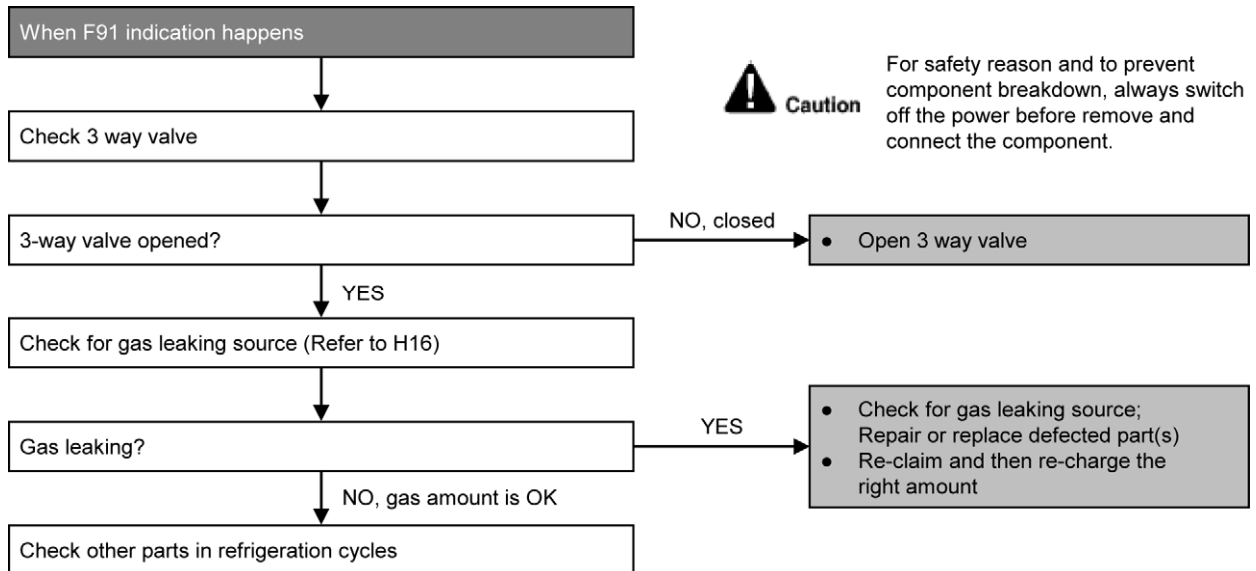 When F91 indication happens
Caution
For safety reason and to prevent
component breakdown, always switch
off the power before remove and
connect the component.
Check 3 way valve
3-way valve opened?
NO, closed
● Open 3 way valve
YES
Check for gas leaking source (Refer to H16)
Gas leaking?
YES
● Check for gas leaking source;
Repair or replace defected part(s)
● Re-claim and then re-charge the
right amount
NO, gas amount is OK
Check other parts in refrigeration cycles